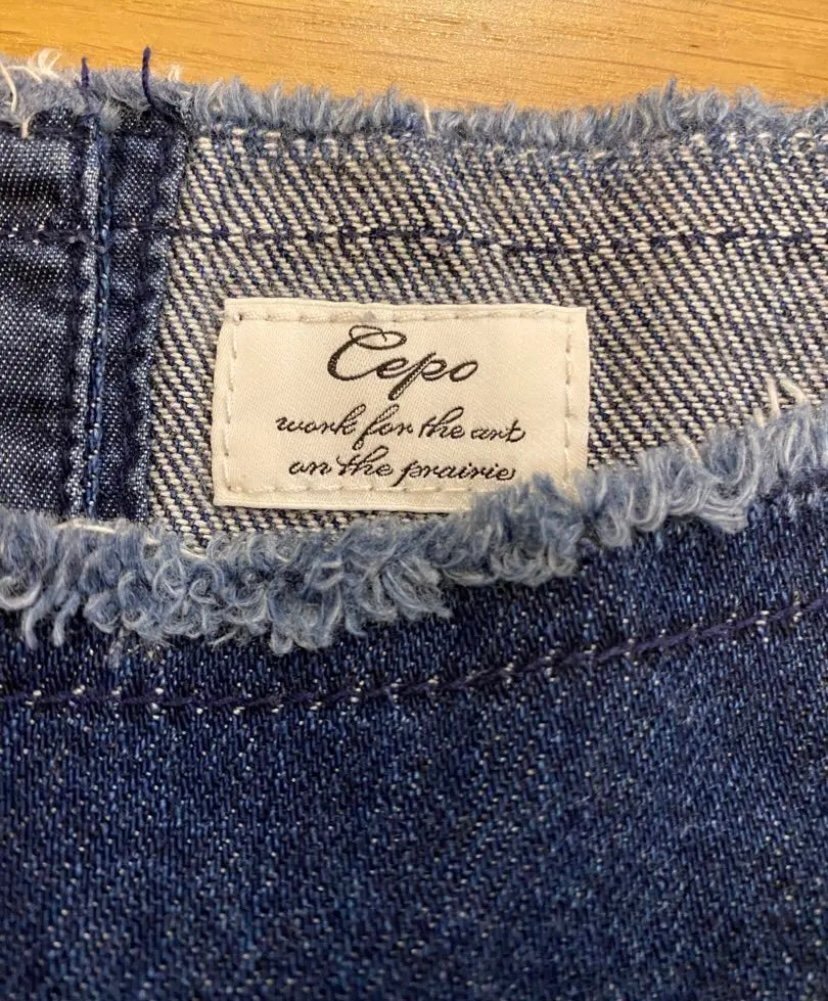 Cepo
work for the art
on the prairie